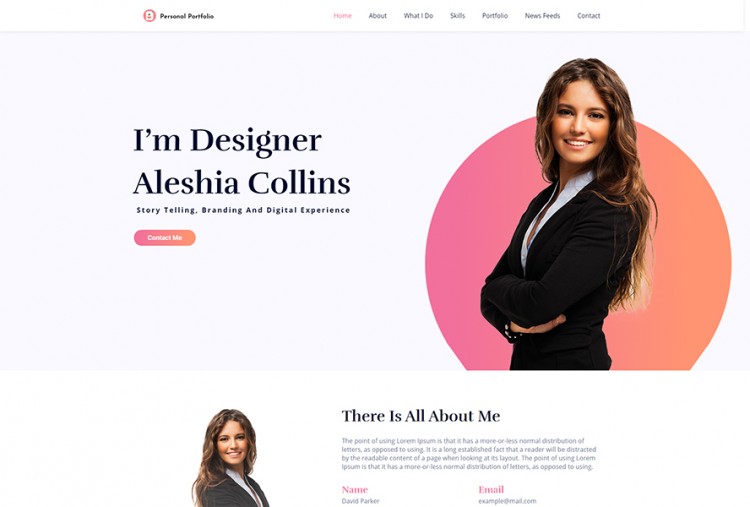 Personal Portfolio
Home About What I Do Skills Portfolio News Feeds Contact
I'm Designer
Aleshia Collins
Story Telling, Branding And Digital Experience
Contact Me
There Is All About Me
The point of using Lorem Ipsum is that it has a more-or-less normal distribution of
letters, as opposed to using. It is a long established fact that a reader will be distracted
by the readable content of a page when looking at its layout. The point of using Lorem
Ipsum is that it has a more-or-less normal distribution of letters, as opposed to using.
Name Email
David Parker example@mail.com